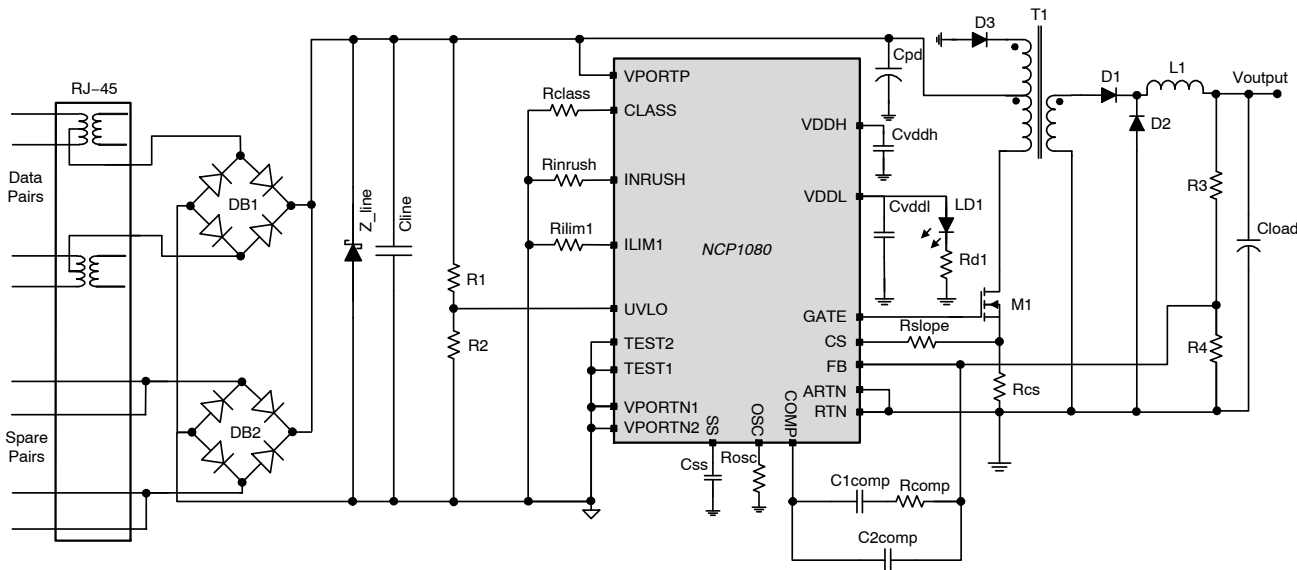 D3
T1
Cpd
RJ−45
Rclass
VPORTP
CLASS
D1
L1
Voutput
Cvddh
VDDH
D2
Data
Pairs
DB1
Z_line
Cline
Rinrush
INRUSH
VDDL
Cvddl
LD1
R3
Rilim1
ILIM1
NCP1080
Rd1
Cload
R1
M1
UVLO
GATE
Rslope
R2
TEST2
CS
R4
TEST1
FB
Rcs
VPORTN1
ARTN
VPORTN2
RTN
SS
OSC
COMP
Spare
Pairs
DB2
Css
Rosc
C1comp
Rcomp
C2comp